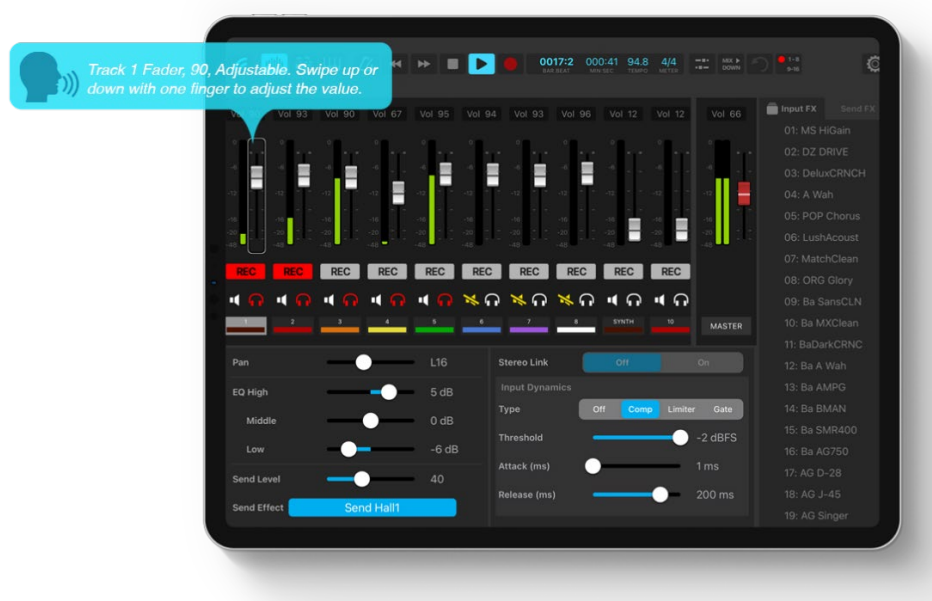 Track 1 Fader, 90, Adjustable. Swipe up or
down with one finger to adjust the value.
0017:2 000:41 94.8 4/4
BAR BEAT MIN SEC TEMPO METER
MIX
DOWN
1-8
9-16
Vol 93 Vol 90 Vol 67 Vol 95 Vol 94 Vol 93 Vol 96 Vol 12 Vol 12 Vol 66
REC REC REC REC REC REC REC REC REC REC
1 2 3 4 5 6 7 8 SYNTH 10 MASTER
Input FX Send FX
01: MS HiGain
02: DZ DRIVE
03: DeluxCRNCH
04: A Wah
05: POP Chorus
06: LushAcoust
07: MatchClean
08: ORG Glory
09: Ba SansCLN
10: Ba MXClean
11: BaDarkCRNC
12: Ba A Wah
13: Ba AMPG
14: Ba BMAN
15: Ba SMR400
16: Ba AG750
17: AG D-28
18: AG J-45
19: AG Singer
Pan L16
EQ High 5 dB
Middle 0 dB
Low -6 dB
Send Level 40
Send Effect Send Hall1
Stereo Link Off On
Input Dynamics
Type Off Comp Limiter Gate
Threshold -2 dBFS
Attack (ms) 1 ms
Release (ms) 200 ms